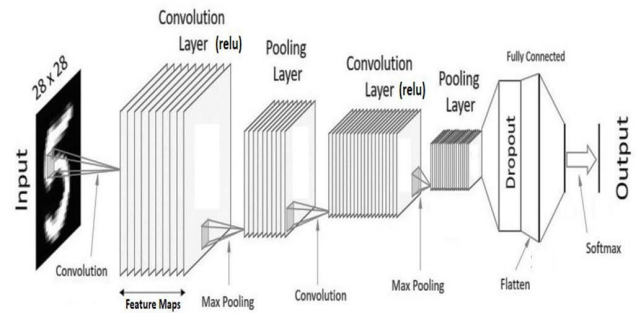 Convolution
Layer (relu)
Pooling
Layer
Convolution
Layer (relu)
Pooling
Layer
Fully Connected
28 x 28
Input
Dropout
Output
Convolution
Feature Maps
Max Pooling
Convolution
Max Pooling
Flatten
Softmax